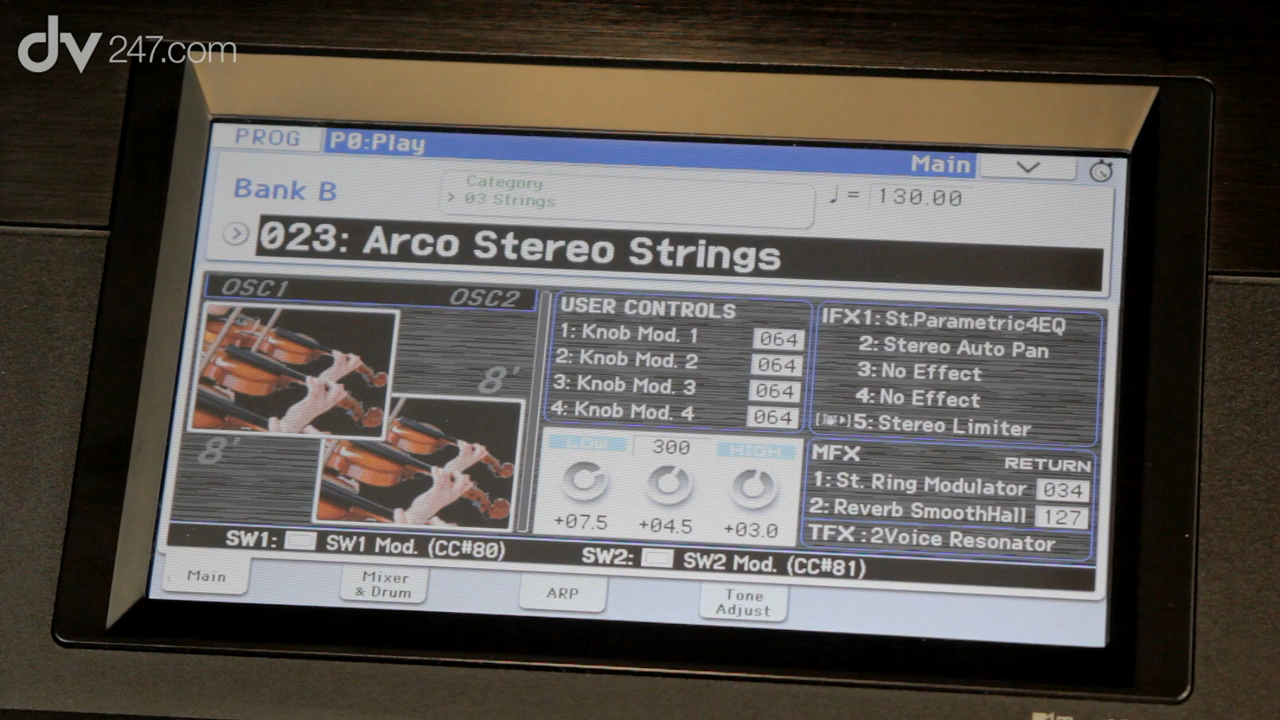 dv247.com
PROG P0:Play Main
Bank B
Category
03 Strings
♩= 130.00
023: Arco Stereo Strings
OSC1 OSC2
8'
8'
USER CONTROLS
1: Knob Mod. 1 064
2: Knob Mod. 2 064
3: Knob Mod. 3 064
4: Knob Mod. 4 064
LOW 300 HIGH
+07.5 +04.5 +03.0
IFX1: St.Parametric4EQ
2: Stereo Auto Pan
3: No Effect
4: No Effect
5: Stereo Limiter
MFX RETURN
1: St. Ring Modulator 034
2: Reverb SmoothHall 127
TFX : 2Voice Resonator
SW1: SW1 Mod. (CC#80) SW2: SW2 Mod. (CC#81)
Main
Mixer
& Drum
ARP
Tone
Adjust